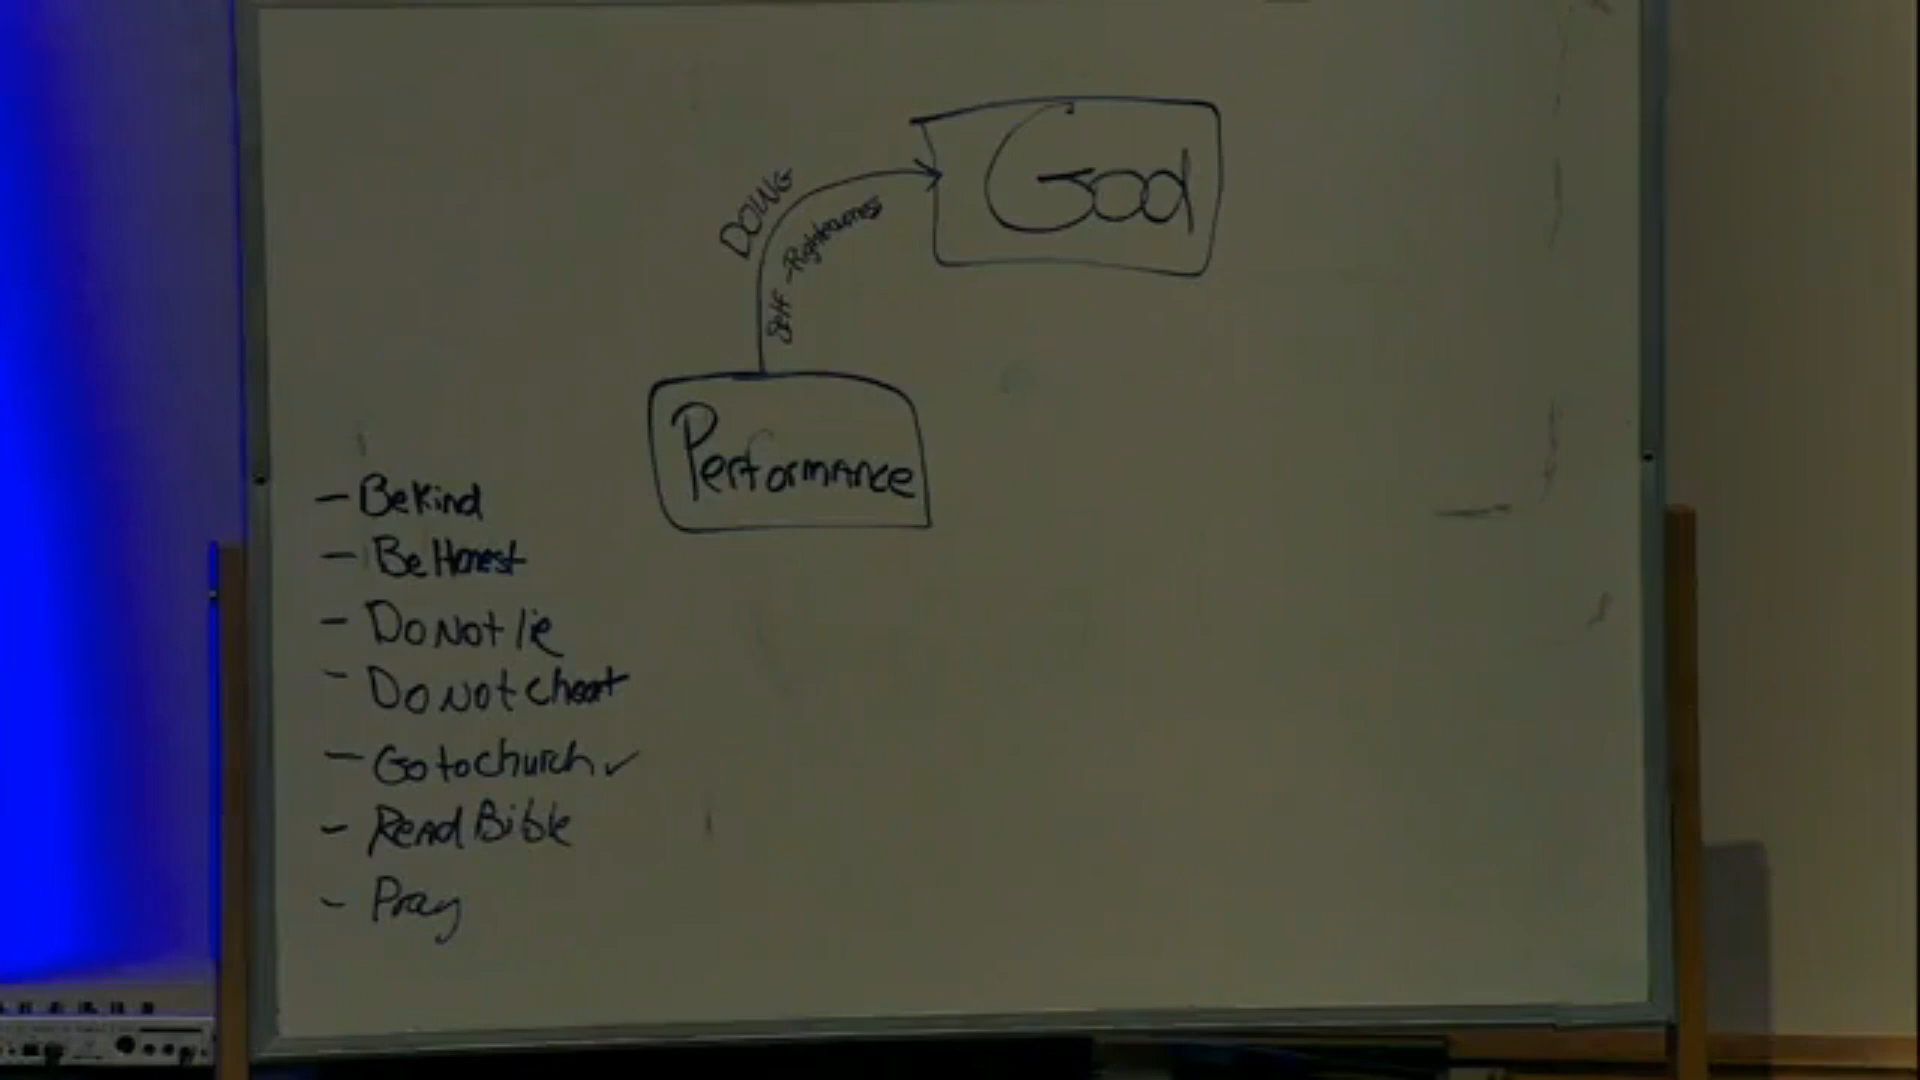 God
DOING
Self-Righteousness
Performance
- Be Kind
- Be Honest
- Do Not lie
- Do Not cheat
- Go to church ✓
- Read Bible
- Pray